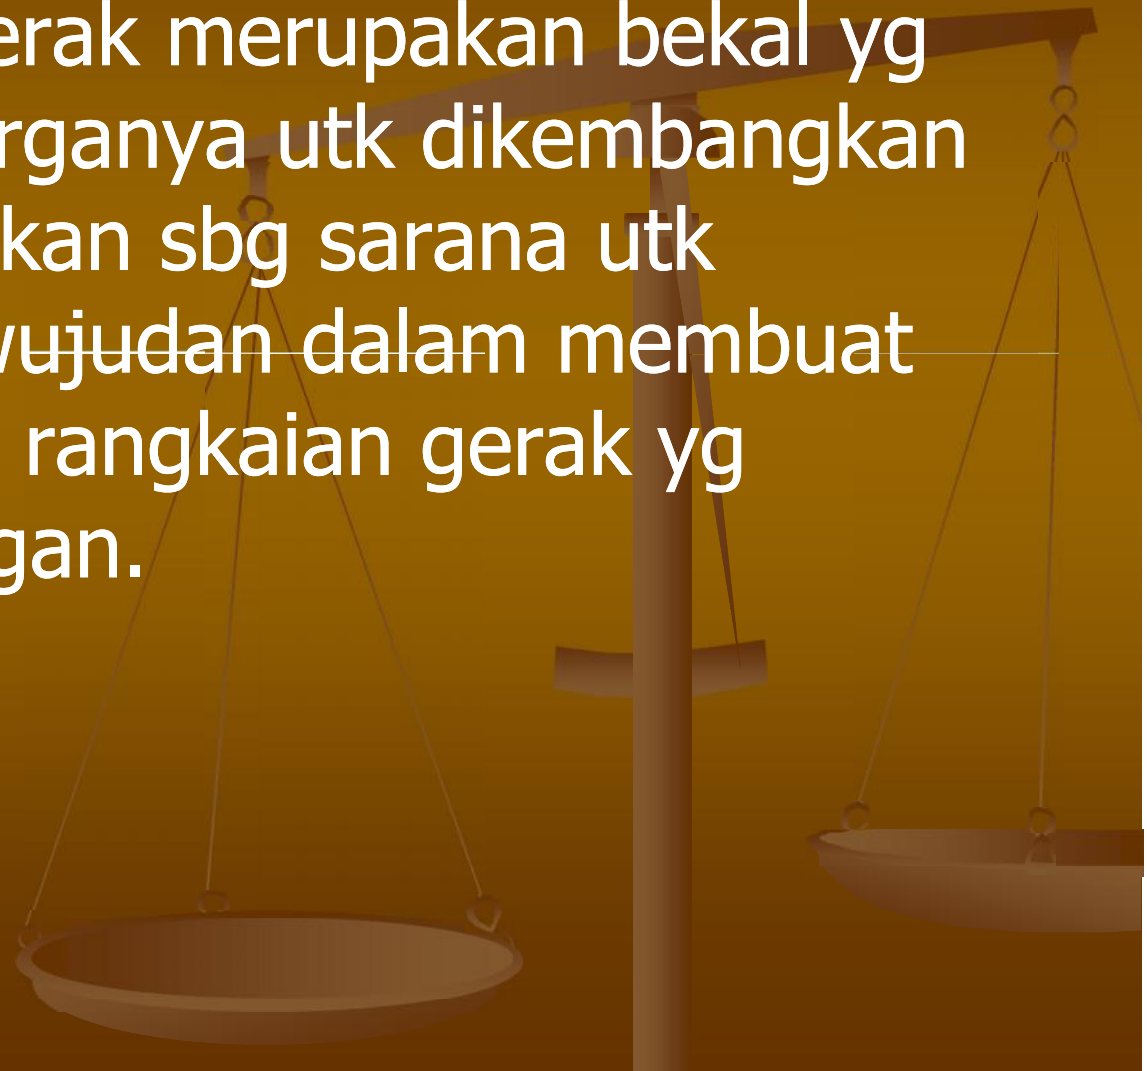 erak merupakan bekal yg
rganya utk dikembangkan
kan sbg sarana utk
wujudan dalam membuat
rangkaian gerak yg
gan.